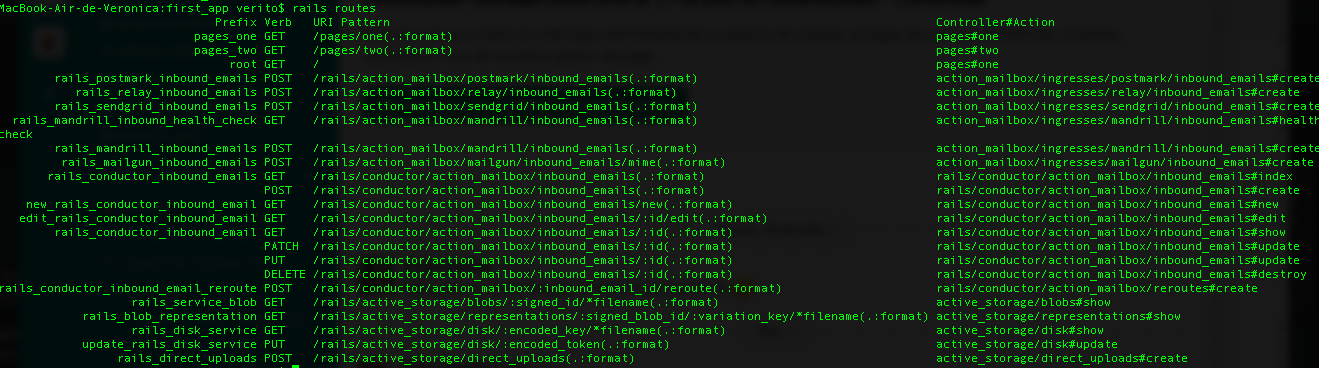 MacBook-Air-de-Veronica:first_app verito$ rails routes
Prefix Verb URI Pattern Controller#Action
pages_one GET /pages/one(.:format) pages#one
pages_two GET /pages/two(.:format) pages#two
root GET / pages#one
rails_postmark_inbound_emails POST /rails/action_mailbox/postmark/inbound_emails(.:format) action_mailbox/ingresses/postmark/inbound_emails#create
rails_relay_inbound_emails POST /rails/action_mailbox/relay/inbound_emails(.:format) action_mailbox/ingresses/relay/inbound_emails#create
rails_sendgrid_inbound_emails POST /rails/action_mailbox/sendgrid/inbound_emails(.:format) action_mailbox/ingresses/sendgrid/inbound_emails#create
rails_mandrill_inbound_health_check GET /rails/action_mailbox/mandrill/inbound_emails(.:format) action_mailbox/ingresses/mandrill/inbound_emails#health_
check
rails_mandrill_inbound_emails POST /rails/action_mailbox/mandrill/inbound_emails(.:format) action_mailbox/ingresses/mandrill/inbound_emails#create
rails_mailgun_inbound_emails POST /rails/action_mailbox/mailgun/inbound_emails/mime(.:format) action_mailbox/ingresses/mailgun/inbound_emails#create
rails_conductor_inbound_emails GET /rails/conductor/action_mailbox/inbound_emails(.:format) rails/conductor/action_mailbox/inbound_emails#index
POST /rails/conductor/action_mailbox/inbound_emails(.:format) rails/conductor/action_mailbox/inbound_emails#create
new_rails_conductor_inbound_email GET /rails/conductor/action_mailbox/inbound_emails/new(.:format) rails/conductor/action_mailbox/inbound_emails#new
edit_rails_conductor_inbound_email GET /rails/conductor/action_mailbox/inbound_emails/:id/edit(.:format) rails/conductor/action_mailbox/inbound_emails#edit
rails_conductor_inbound_email GET /rails/conductor/action_mailbox/inbound_emails/:id(.:format) rails/conductor/action_mailbox/inbound_emails#show
PATCH /rails/conductor/action_mailbox/inbound_emails/:id(.:format) rails/conductor/action_mailbox/inbound_emails#update
PUT /rails/conductor/action_mailbox/inbound_emails/:id(.:format) rails/conductor/action_mailbox/inbound_emails#update
DELETE /rails/conductor/action_mailbox/inbound_emails/:id(.:format) rails/conductor/action_mailbox/inbound_emails#destroy
rails_conductor_inbound_email_reroute POST /rails/conductor/action_mailbox/:inbound_email_id/reroute(.:format) rails/conductor/action_mailbox/reroutes#create
rails_service_blob GET /rails/active_storage/blobs/:signed_id/*filename(.:format) active_storage/blobs#show
rails_blob_representation GET /rails/active_storage/representations/:signed_blob_id/:variation_key/*filename(.:format) active_storage/representations#show
rails_disk_service GET /rails/active_storage/disk/:encoded_key/*filename(.:format) active_storage/disk#show
update_rails_disk_service PUT /rails/active_storage/disk/:encoded_token(.:format) active_storage/disk#update
rails_direct_uploads POST /rails/active_storage/direct_uploads(.:format) active_storage/direct_uploads#create